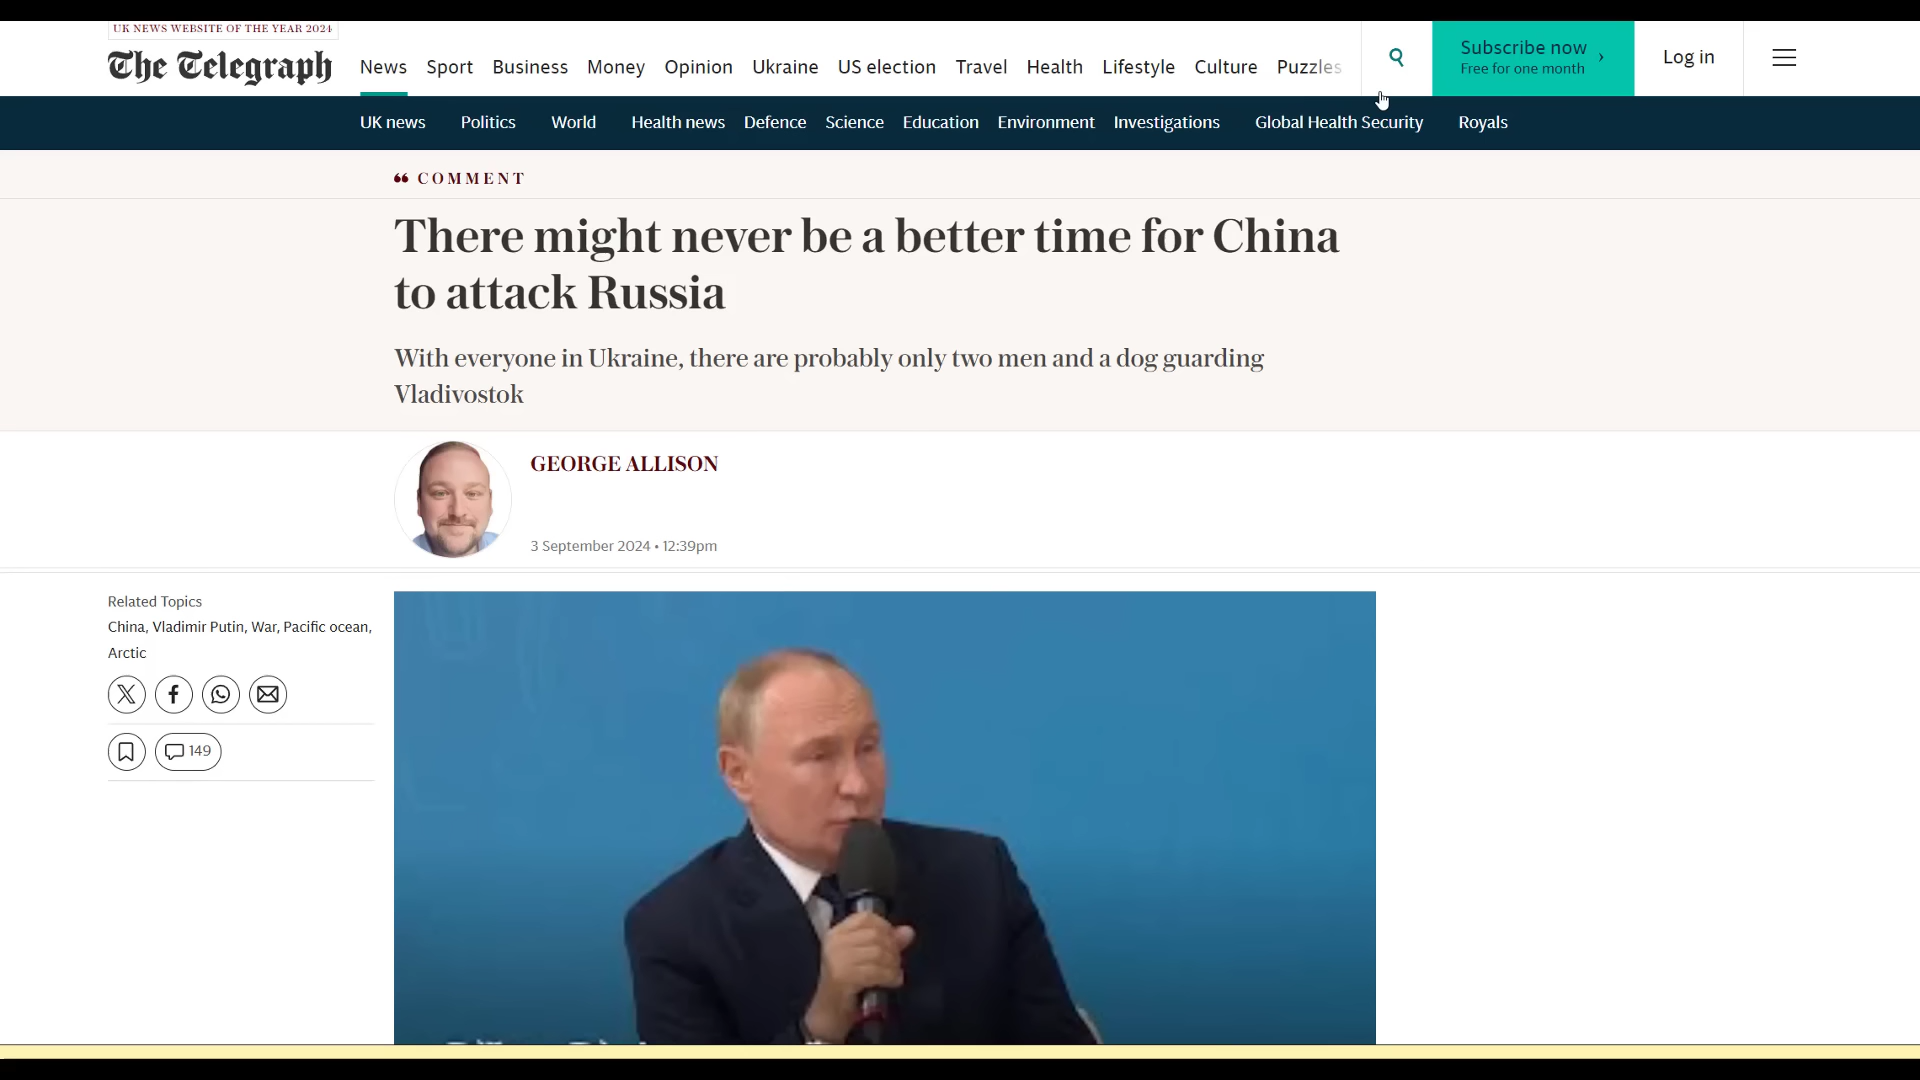 UK NEWS WEBSITE OF THE YEAR 2024
The Telegraph
News Sport Business Money Opinion Ukraine US election Travel Health Lifestyle Culture Puzzles
Subscribe now ›
Free for one month
Log in
UK news Politics World Health news Defence Science Education Environment Investigations Global Health Security Royals
COMMENT
There might never be a better time for China
to attack Russia
With everyone in Ukraine, there are probably only two men and a dog guarding
Vladivostok
GEORGE ALLISON
3 September 2024 • 12:39pm
Related Topics
China, Vladimir Putin, War, Pacific ocean,
Arctic
149